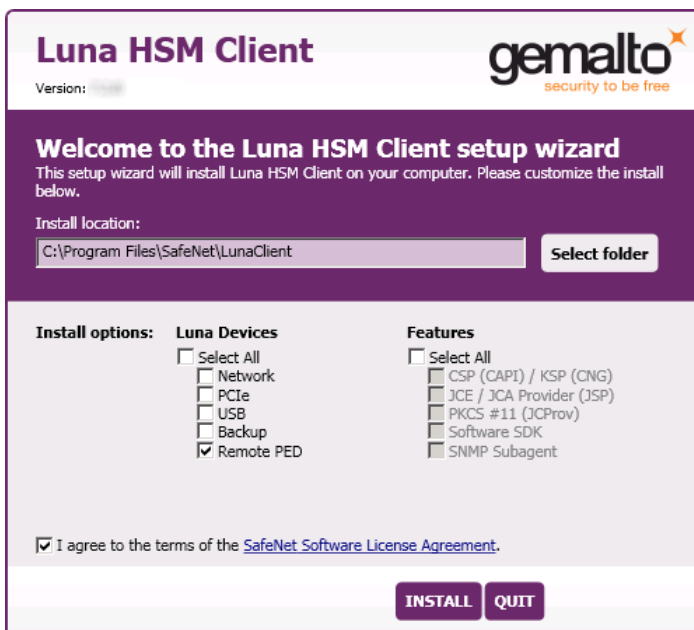 Luna HSM Client
gemalto
security to be free
Version:
Welcome to the Luna HSM Client setup wizard
This setup wizard will install Luna HSM Client on your computer. Please customize the install
below.
Install location:
C:\Program Files\SafeNet\LunaClient
Select folder
Install options:
Luna Devices
Select All
Network
PCIe
USB
Backup
Remote PED
Features
Select All
CSP (CAPI) / KSP (CNG)
JCE / JCA Provider (JSP)
PKCS #11 (JCProv)
Software SDK
SNMP Subagent
I agree to the terms of the SafeNet Software License Agreement.
INSTALL
QUIT